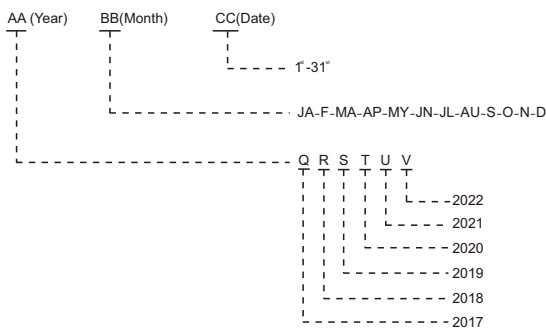 AA (Year) BB(Month) CC(Date)
1st-31st
JA-F-MA-AP-MY-JN-JL-AU-S-O-N-D
Q R S T U V
2022
2021
2020
2019
2018
2017